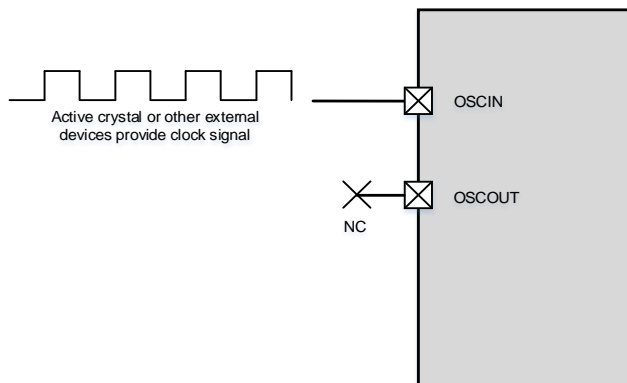 OSCIN
Active crystal or other external
devices provide clock signal
OSCOUT
NC